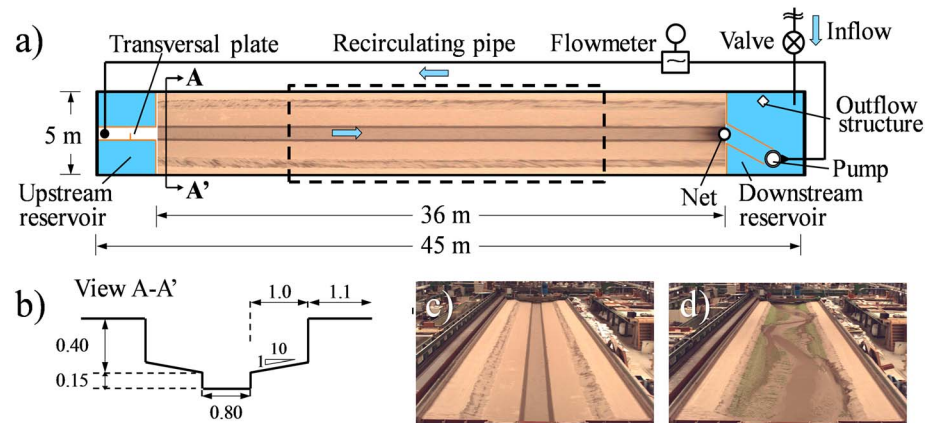 a)
Transversal plate
Recirculating pipe
Flowmeter
Valve
Inflow
A
5 m
Outflow
structure
A'
Upstream
reservoir
Net
Pump
Downstream
reservoir
36 m
45 m
b)
View A-A'
1.0
1.1
0.40
1
10
0.15
0.80
c)
d)